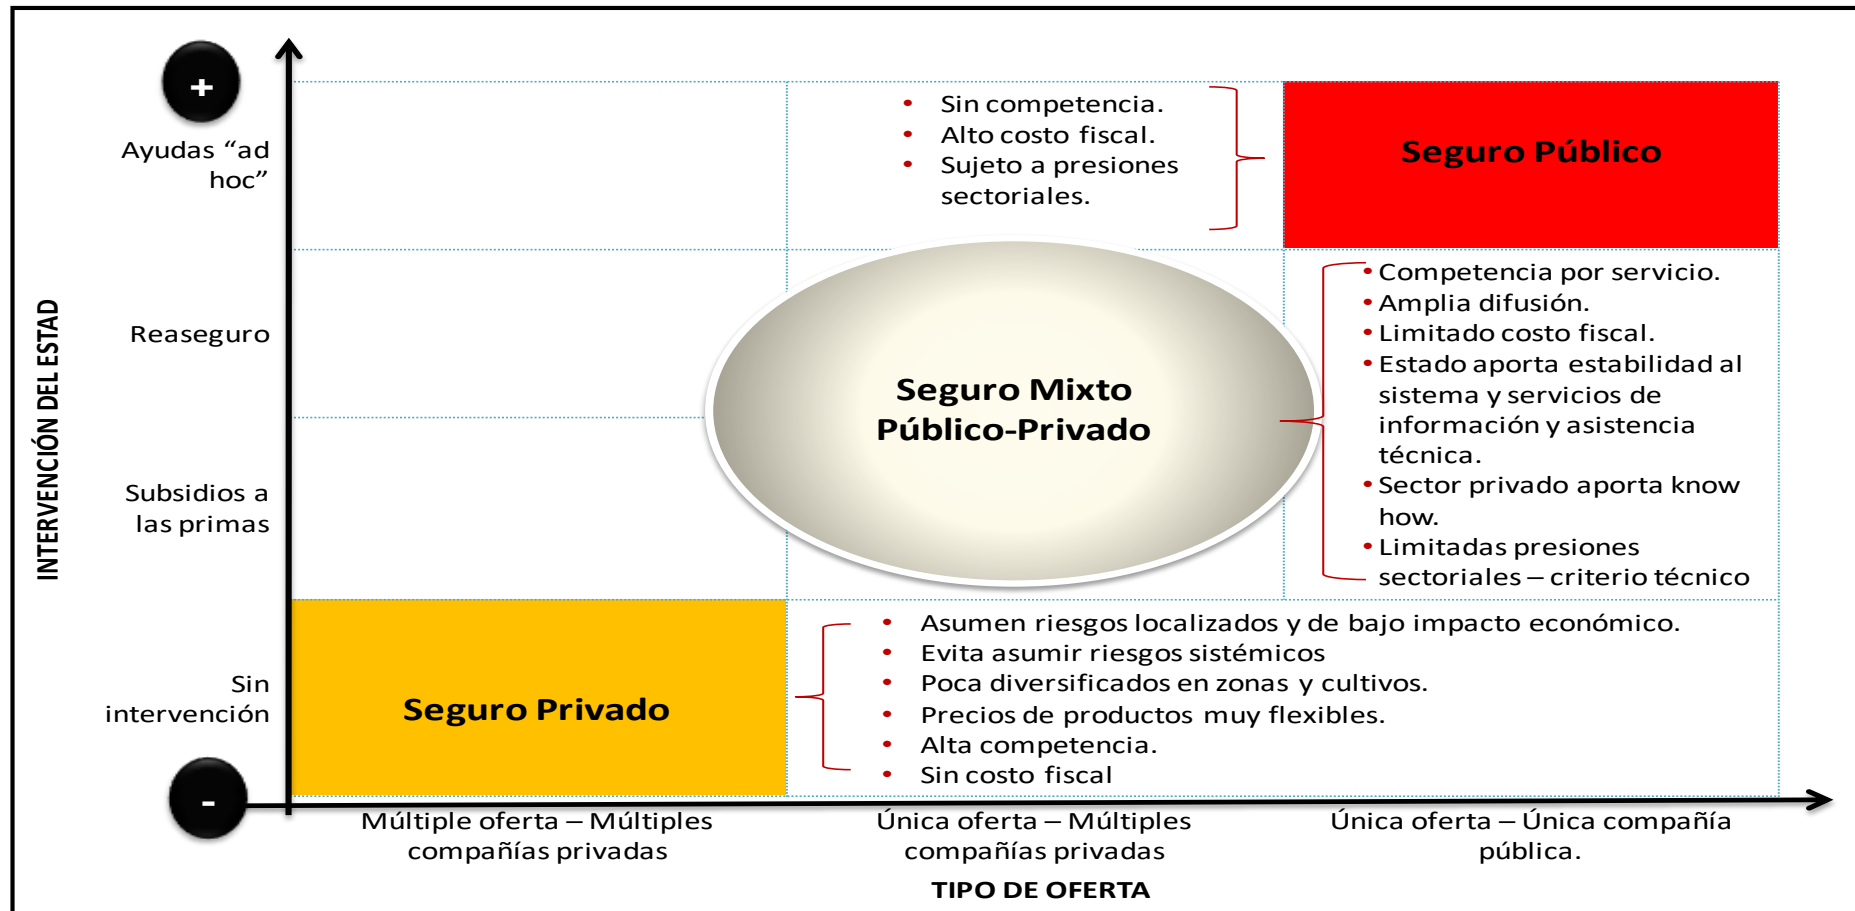 +
Ayudas “ad
hoc”
Reaseguro
Subsidios a
las primas
Sin
intervención
-
INTERVENCIÓN DEL ESTAD
• Sin competencia.
• Alto costo fiscal.
• Sujeto a presiones
sectoriales.
Seguro Público
Seguro Mixto
Público-Privado
• Competencia por servicio.
• Amplia difusión.
• Limitado costo fiscal.
• Estado aporta estabilidad al
sistema y servicios de
información y asistencia
técnica.
• Sector privado aporta know
how.
• Limitadas presiones
sectoriales – criterio técnico
Seguro Privado
• Asumen riesgos localizados y de bajo impacto económico.
• Evita asumir riesgos sistémicos
• Poca diversificados en zonas y cultivos.
• Precios de productos muy flexibles.
• Alta competencia.
• Sin costo fiscal
Múltiple oferta – Múltiples
compañías privadas
Única oferta – Múltiples
compañías privadas
Única oferta – Única compañía
pública.
TIPO DE OFERTA